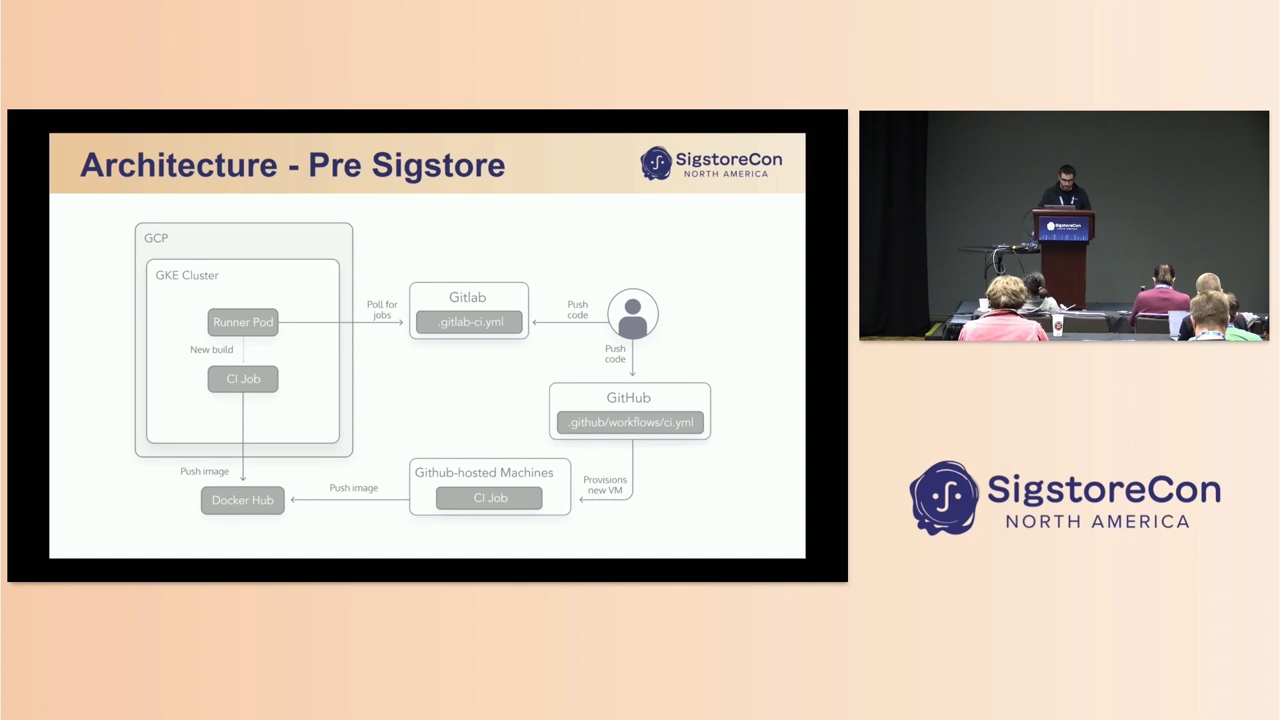 Architecture - Pre Sigstore
SigstoreCon
NORTH AMERICA
GCP
GKE Cluster
Runner Pod
New build
CI Job
Poll for
jobs
Gitlab
.gitlab-ci.yml
Push
code
Push
code
GitHub
.github/workflows/ci.yml
Provisions
new VM
Github-hosted Machines
CI Job
Push image
Push image
Docker Hub
SigstoreCon
SigstoreCon
NORTH AMERICA